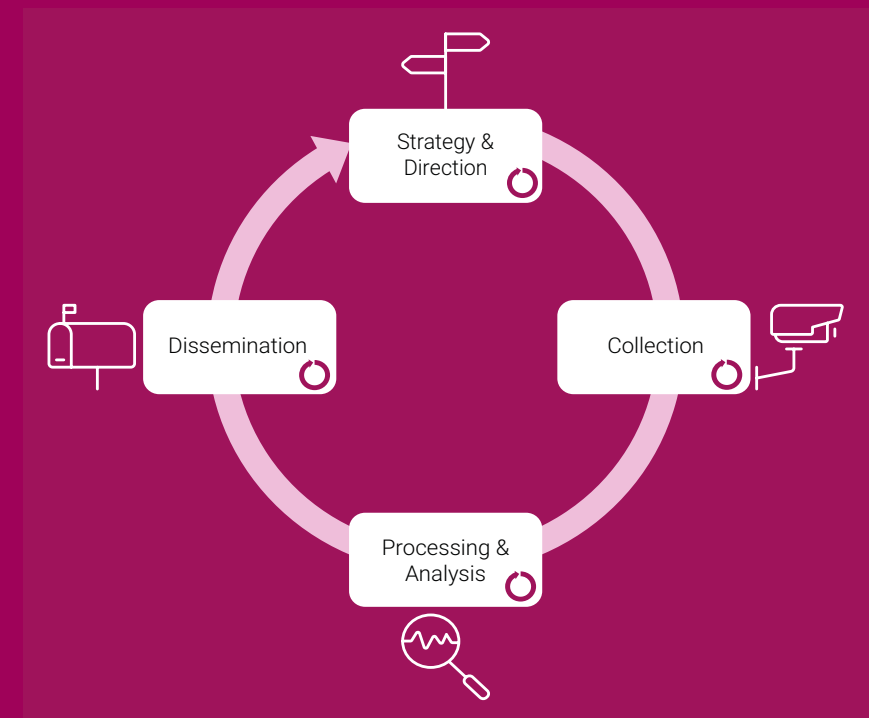 Strategy &
Direction
Dissemination
Collection
Processing &
Analysis